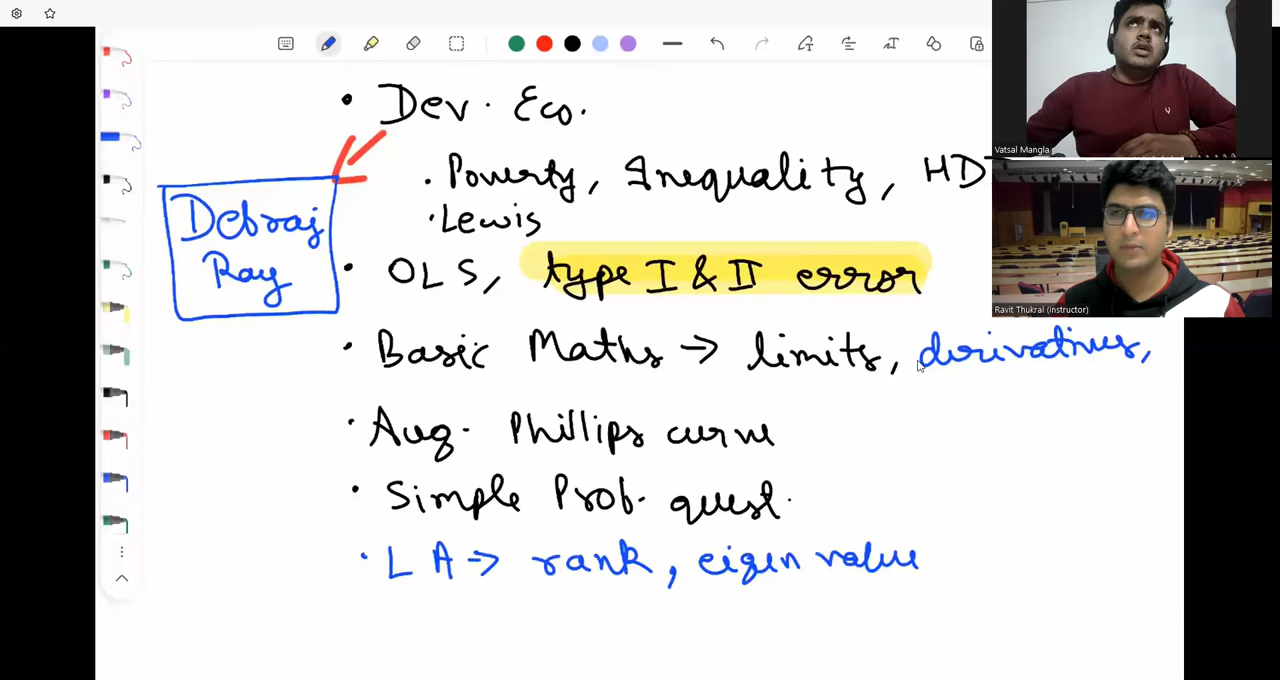 Vatsal Mangla
Ravit Thukral (Instructor)
• Dev. Eco.
. Poverty, Inequality, HDI
. Lewis
Debraj
Ray
• OLS, type I & II error
• Basic Maths → limits, derivatives,
• Aug. Phillips curve
• Simple Prob. quest.
• LA → rank, eigen value